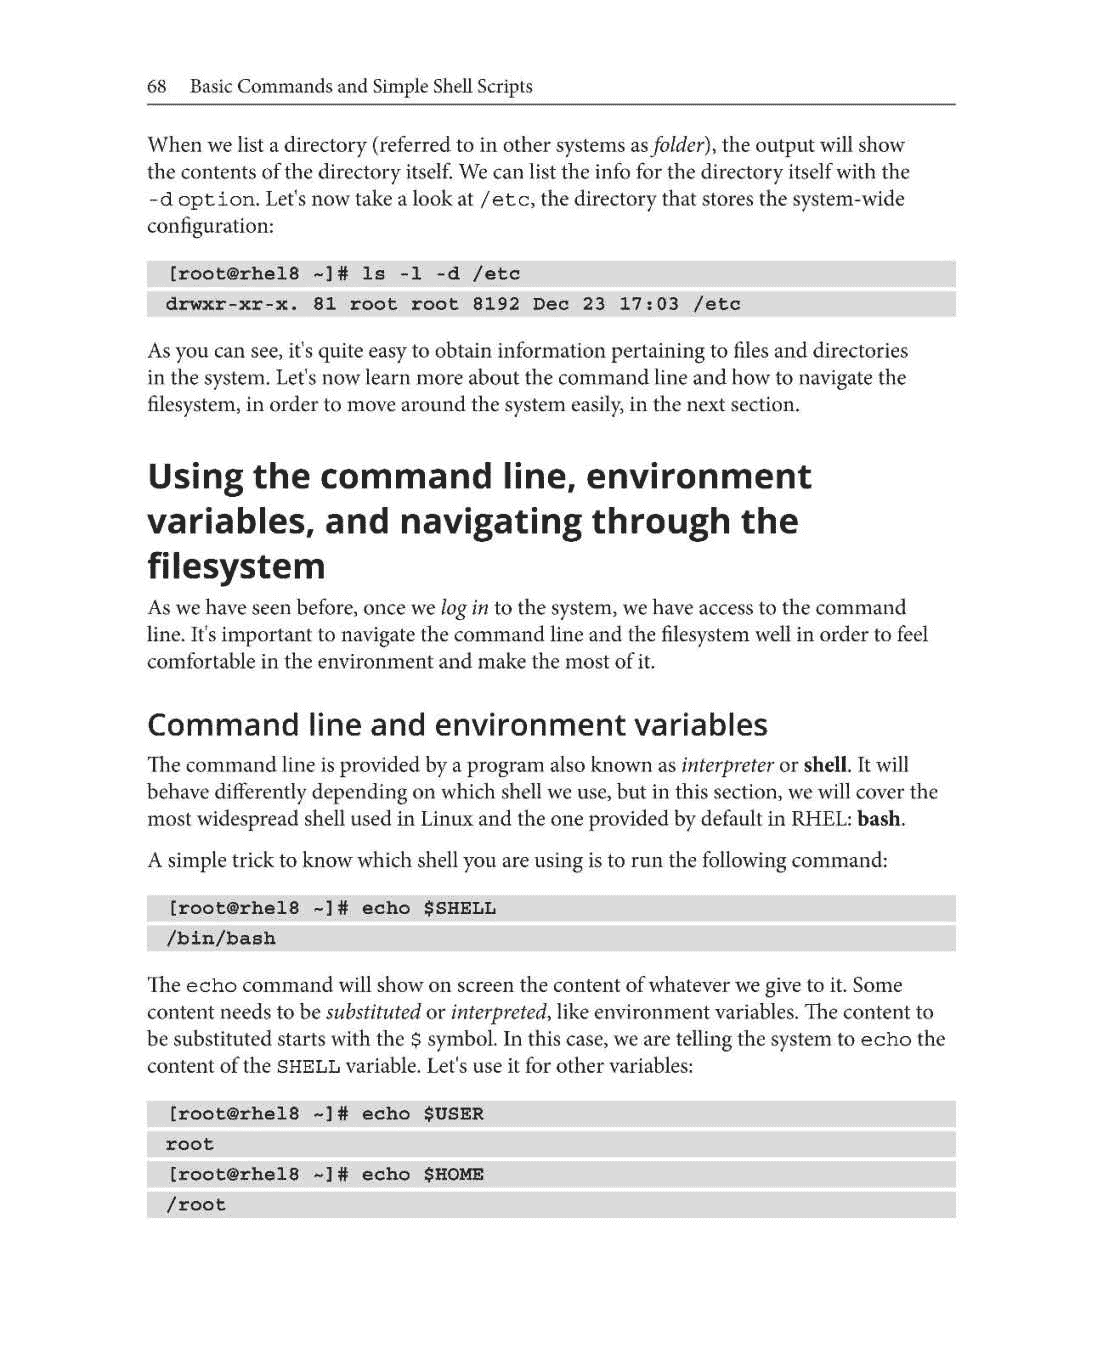 68 Basic Commands and Simple Shell Scripts
When we list a directory (referred to in other systems as folder), the output will show
the contents of the directory itself. We can list the info for the directory itself with the
-d option. Let's now take a look at /etc, the directory that stores the system-wide
configuration:
[root@rhel8 ~]# ls -l -d /etc
drwxr-xr-x. 81 root root 8192 Dec 23 17:03 /etc
As you can see, it's quite easy to obtain information pertaining to files and directories
in the system. Let's now learn more about the command line and how to navigate the
filesystem, in order to move around the system easily, in the next section.
Using the command line, environment
variables, and navigating through the
filesystem
As we have seen before, once we log in to the system, we have access to the command
line. It's important to navigate the command line and the filesystem well in order to feel
comfortable in the environment and make the most of it.
Command line and environment variables
The command line is provided by a program also known as interpreter or shell. It will
behave differently depending on which shell we use, but in this section, we will cover the
most widespread shell used in Linux and the one provided by default in RHEL: bash.
A simple trick to know which shell you are using is to run the following command:
[root@rhel8 ~]# echo $SHELL
/bin/bash
The echo command will show on screen the content of whatever we give to it. Some
content needs to be substituted or interpreted, like environment variables. The content to
be substituted starts with the $ symbol. In this case, we are telling the system to echo the
content of the SHELL variable. Let's use it for other variables:
[root@rhel8 ~]# echo $USER
root
[root@rhel8 ~]# echo $HOME
/root